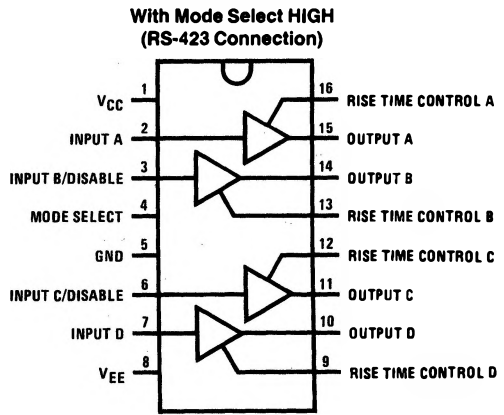 With Mode Select HIGH
(RS-423 Connection)
VCC 1
INPUT A 2
INPUT B/DISABLE 3
MODE SELECT 4
GND 5
INPUT C/DISABLE 6
INPUT D 7
VEE 8
16 RISE TIME CONTROL A
15 OUTPUT A
14 OUTPUT B
13 RISE TIME CONTROL B
12 RISE TIME CONTROL C
11 OUTPUT C
10 OUTPUT D
9 RISE TIME CONTROL D